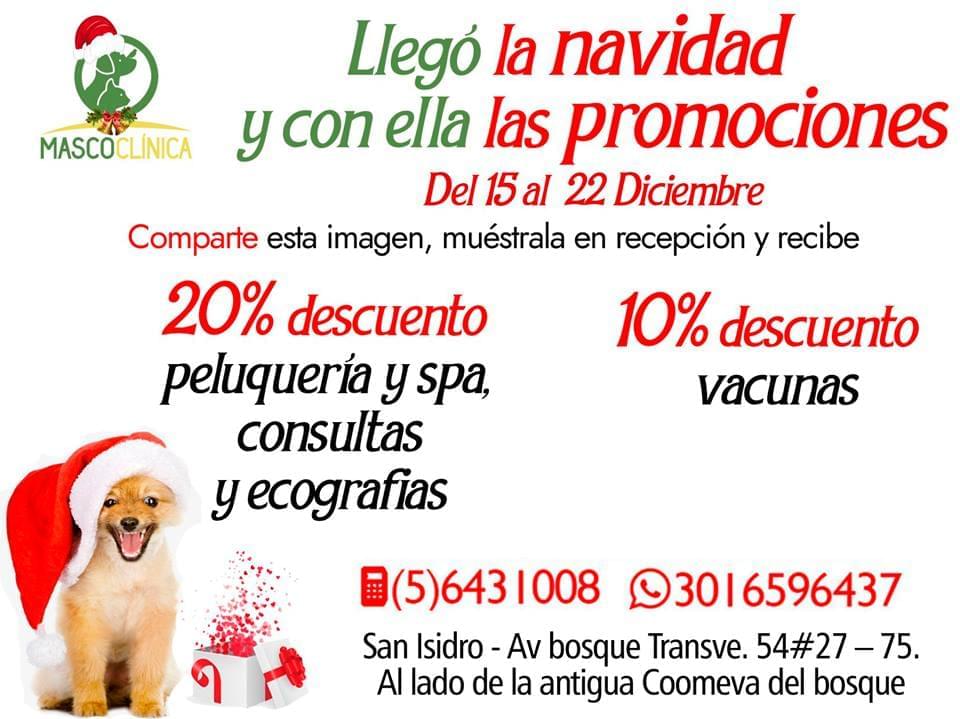 MASCOCLÍNICA
Llegó la navidad
y con ella las promociones
Del 15 al 22 Diciembre
Comparte esta imagen, muéstrala en recepción y recibe
20% descuento
peluquería y spa,
consultas
y ecografias
10% descuento
vacunas
(5)6431008 3016596437
San Isidro - Av bosque Transve. 54#27 – 75.
Al lado de la antigua Coomeva del bosque